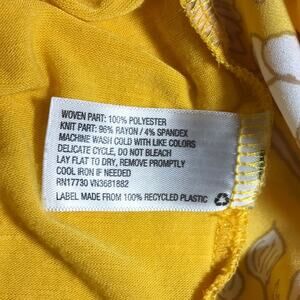 WOVEN PART: 100% POLYESTER
KNIT PART: 96% RAYON / 4% SPANDEX
MACHINE WASH COLD WITH LIKE COLORS
DELICATE CYCLE, DO NOT BLEACH
LAY FLAT TO DRY, REMOVE PROMPTLY
COOL IRON IF NEEDED
RN17730 VN3681882
LABEL MADE FROM 100% RECYCLED PLASTIC